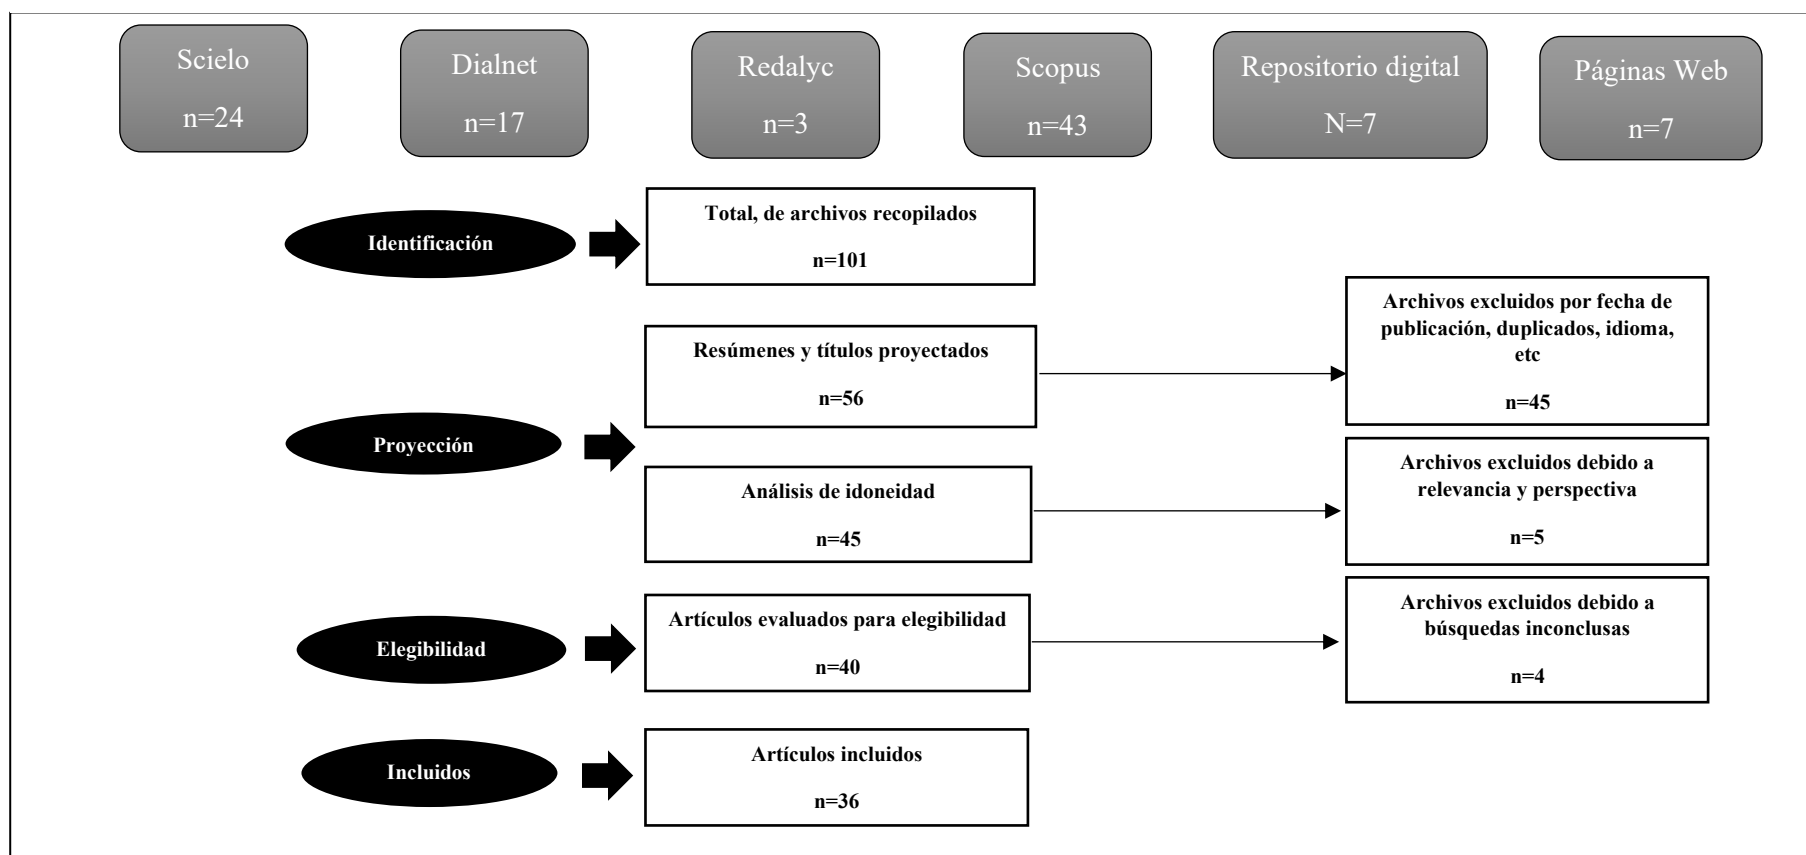 Scielo
n=24
Dialnet
n=17
Redalyc
n=3
Scopus
n=43
Repositorio digital
N=7
Páginas Web
n=7
Identificación
Total, de archivos recopilados
n=101
Proyección
Resúmenes y títulos proyectados
n=56
Archivos excluidos por fecha de
publicación, duplicados, idioma,
etc
n=45
Análisis de idoneidad
n=45
Archivos excluidos debido a
relevancia y perspectiva
n=5
Elegibilidad
Artículos evaluados para elegibilidad
n=40
Archivos excluidos debido a
búsquedas inconclusas
n=4
Incluidos
Artículos incluidos
n=36